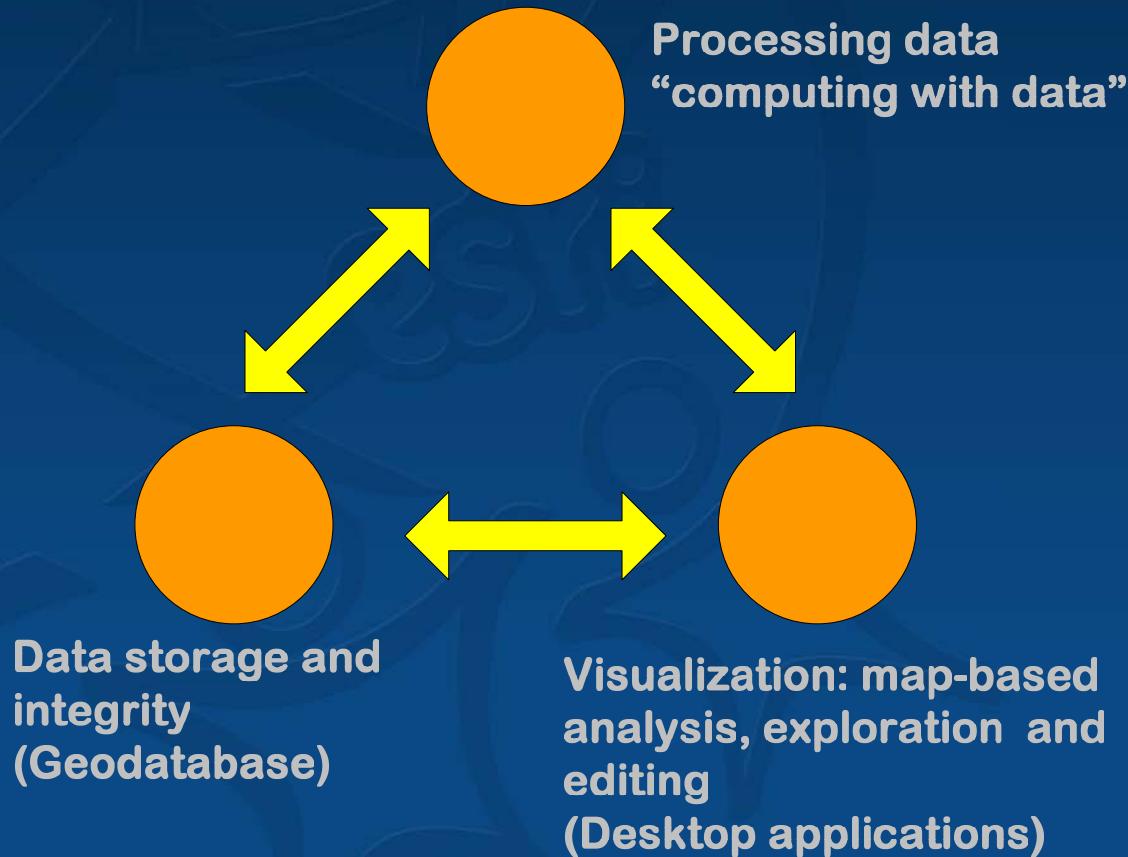 Processing data
“computing with data”
esri
Data storage and
integrity
(Geodatabase)
Visualization: map-based
analysis, exploration and
editing
(Desktop applications)